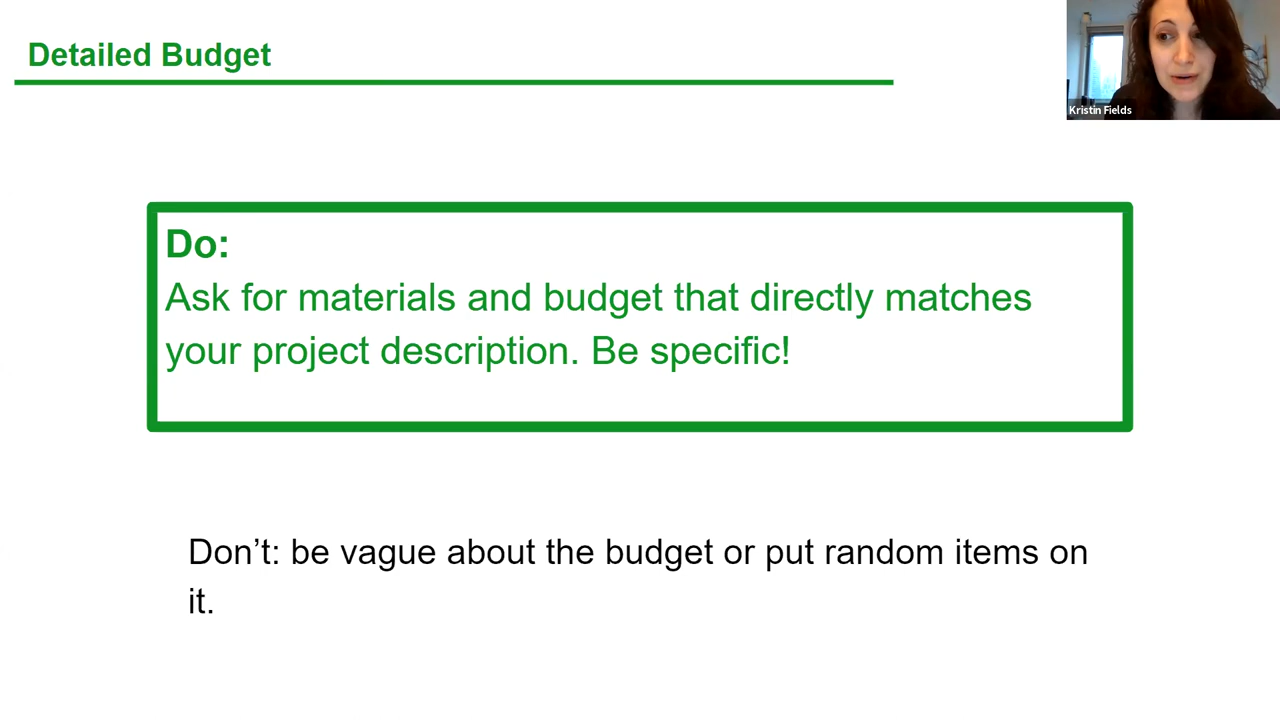 Detailed Budget
Kristin Fields
Do:
Ask for materials and budget that directly matches
your project description. Be specific!
Don’t: be vague about the budget or put random items on
it.